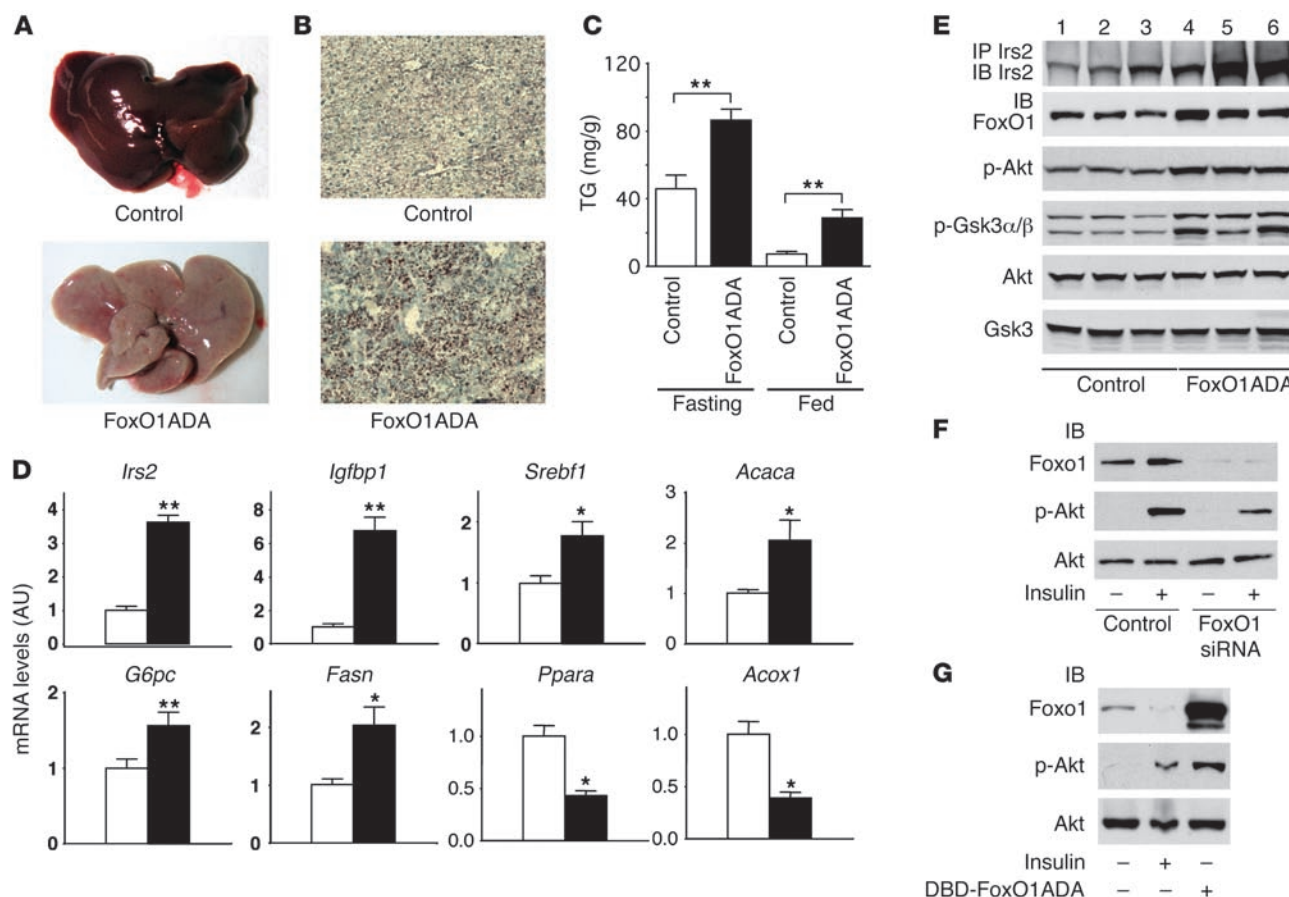 A
Control
FoxO1ADA
B
Control
FoxO1ADA
C
TG (mg/g)
120
80
40
0
**
**
Control
FoxO1ADA
Control
FoxO1ADA
Fasting
Fed
D
mRNA levels (AU)
Irs2
4
3
2
1
0
**
Igfbp1
8
6
4
2
0
**
Srebf1
2
1
0
*
Acaca
3
2
1
0
*
G6pc
2
1
0
**
Fasn
2
1
0
*
Ppara
1.0
0.5
0.0
*
Acox1
1.0
0.5
0.0
*
E
1 2 3 4 5 6
IP Irs2
IB Irs2
IB
FoxO1
p-Akt
p-Gsk3α/β
Akt
Gsk3
Control FoxO1ADA
F
IB
Foxo1
p-Akt
Akt
Insulin – + – +
Control FoxO1
siRNA
G
IB
Foxo1
p-Akt
Akt
Insulin – + –
DBD-FoxO1ADA – – +